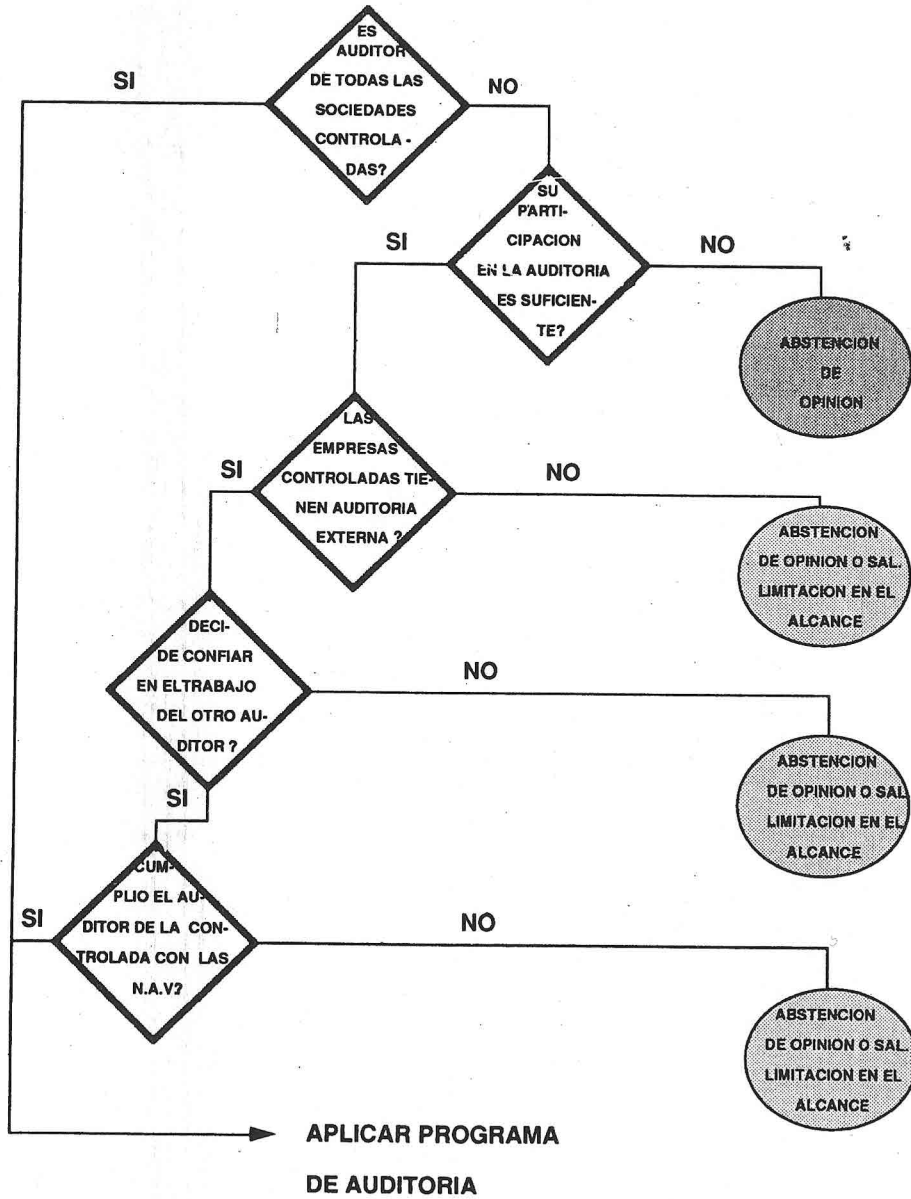 ES
AUDITOR
DE TODAS LAS
SOCIEDADES
CONTROLA -
DAS?
SI
NO
SU
PARTI-
CIPACION
EN LA AUDITORIA
ES SUFICIEN-
TE?
SI
NO
ABSTENCION
DE
OPINION
LAS
EMPRESAS
CONTROLADAS TIE-
NEN AUDITORIA
EXTERNA ?
SI
NO
ABSTENCION
DE OPINION O SAL.
LIMITACION EN EL
ALCANCE
DECI-
DE CONFIAR
EN ELTRABAJO
DEL OTRO AU-
DITOR ?
NO
SI
ABSTENCION
DE OPINION O SAL
LIMITACION EN EL
ALCANCE
CUM-
PLIO EL AU-
DITOR DE LA CON-
TROLADA CON LAS
N.A.V?
SI
NO
ABSTENCION
DE OPINION O SAL.
LIMITACION EN EL
ALCANCE
APLICAR PROGRAMA
DE AUDITORIA